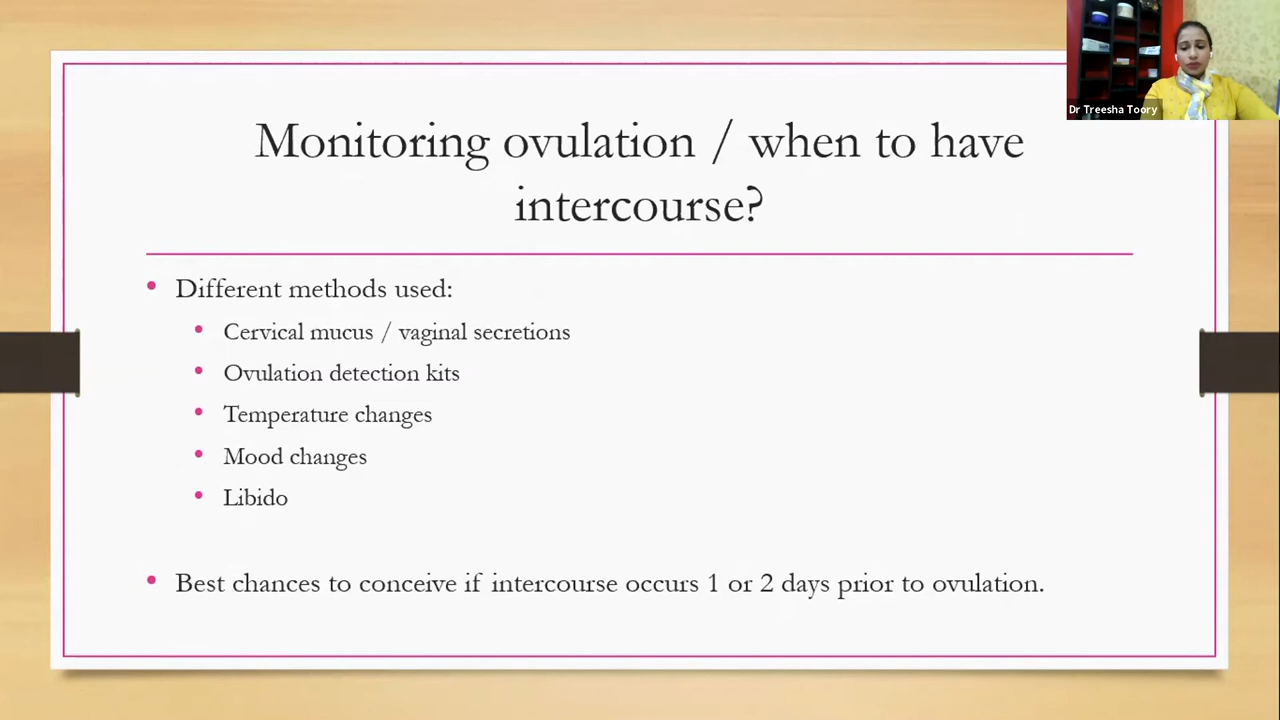 Dr Treesha Toory
Monitoring ovulation / when to have
intercourse?
Different methods used:
Cervical mucus / vaginal secretions
Ovulation detection kits
Temperature changes
Mood changes
Libido
Best chances to conceive if intercourse occurs 1 or 2 days prior to ovulation.